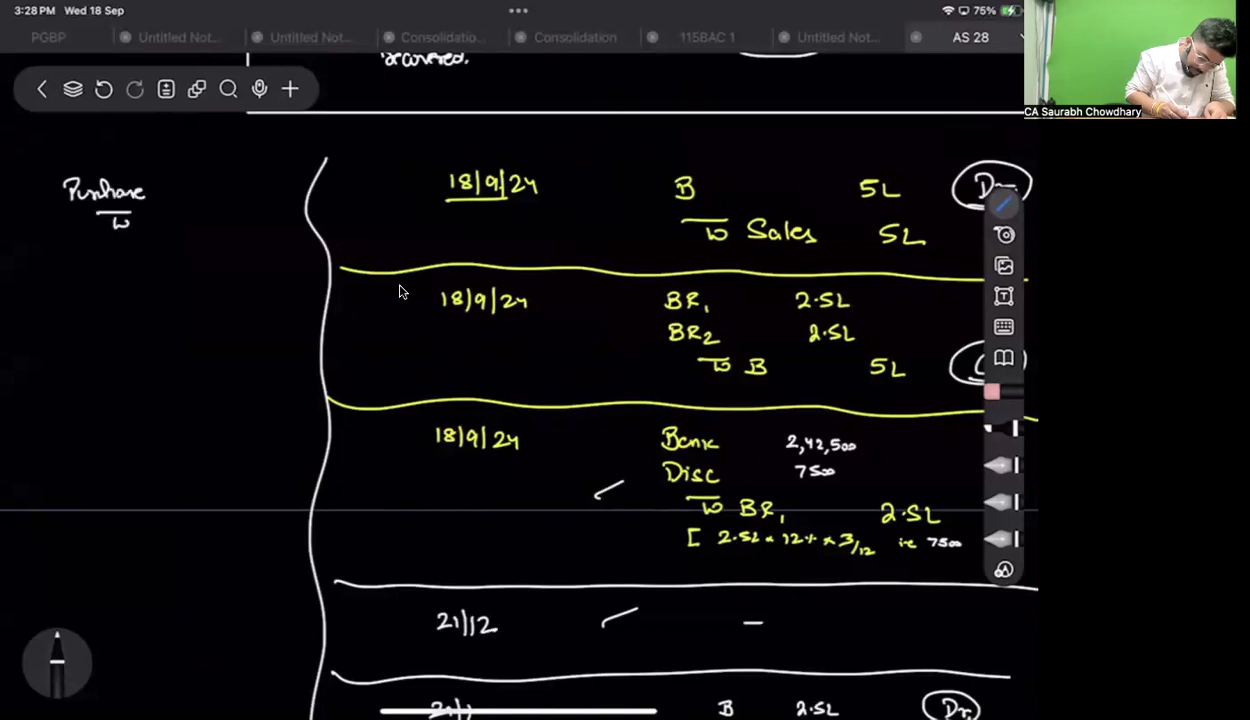 3:28 PM Wed 18 Sep
75%
PGBP
Untitled Not...
Untitled Not...
Consolidatio...
Consolidation
115BAC 1
Untitled Not...
AS 28
CA Saurabh Chowdhary
Purchase
To
18/9/24 B 5L Dr.
To Sales 5L
18/9/24 BR1 2.5L
BR2 2.5L
To B 5L
18/9/24 Bank 2,42,500
Disc 7500
To BR1 2.5L
[ 2.5L × 12% × 3/12 i.e 7500
21/12 —
B 2.5L Dr.